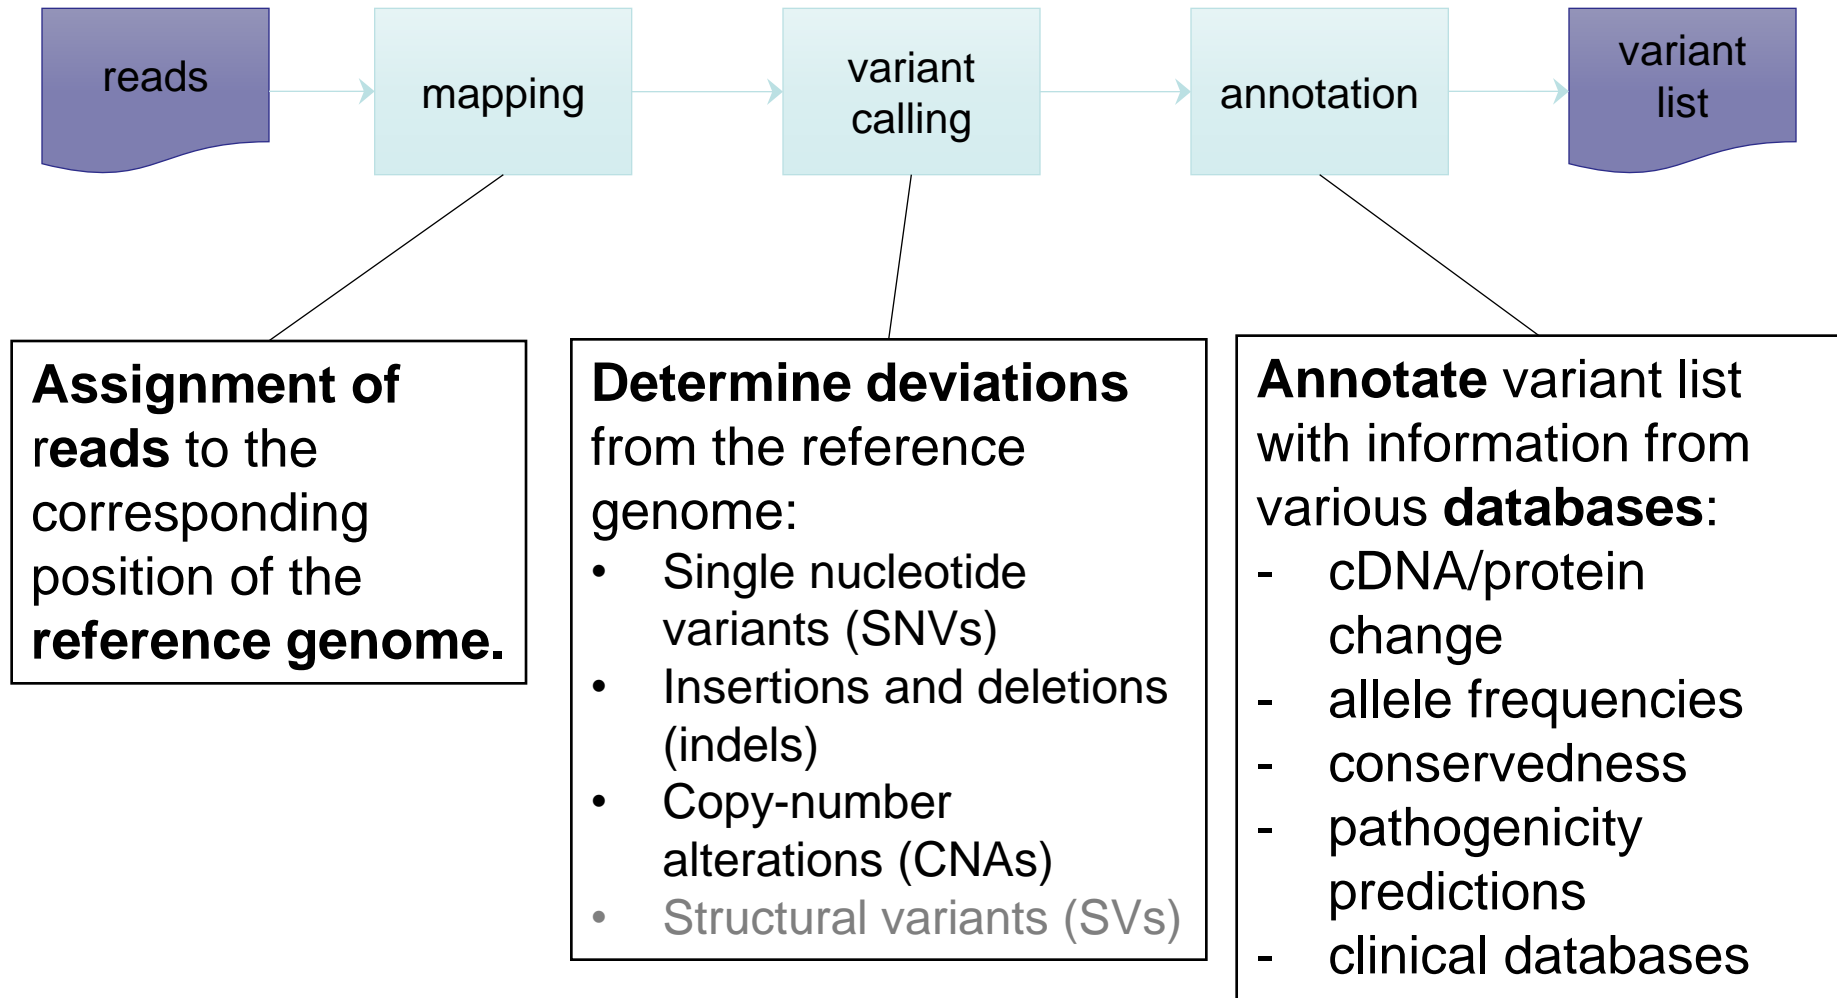 reads
mapping
variant
calling
annotation
variant
list
Assignment of
reads to the
corresponding
position of the
reference genome.
Determine deviations
from the reference
genome:
• Single nucleotide
variants (SNVs)
• Insertions and deletions
(indels)
• Copy-number
alterations (CNAs)
• Structural variants (SVs)
Annotate variant list
with information from
various databases:
- cDNA/protein
change
- allele frequencies
- conservedness
- pathogenicity
predictions
- clinical databases